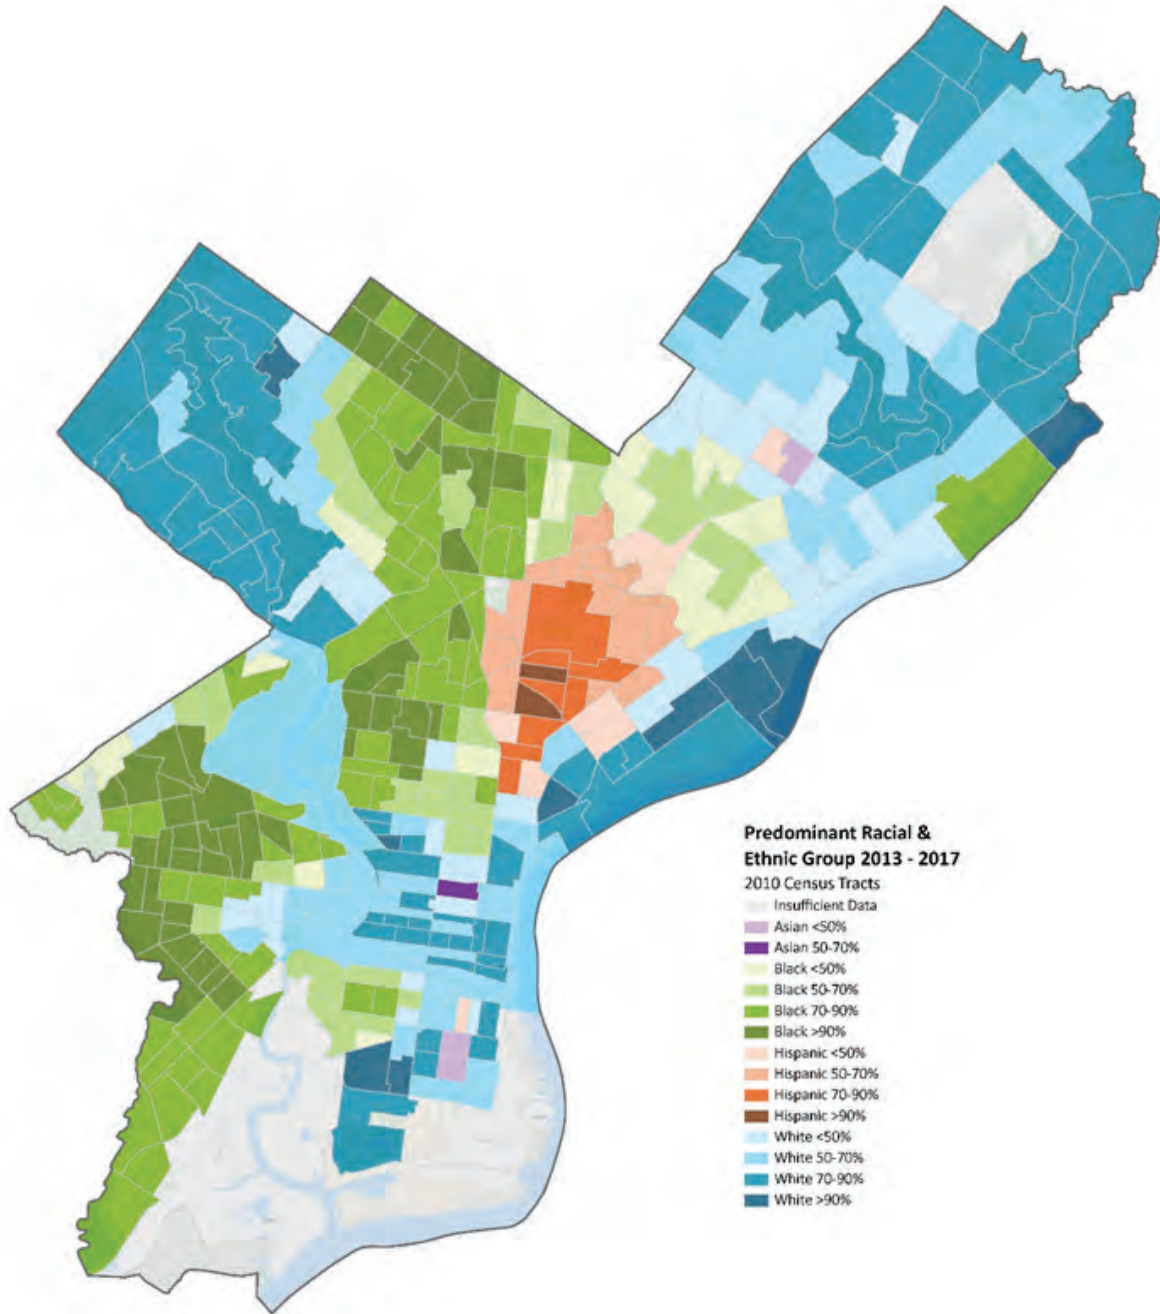 Predominant Racial &
Ethnic Group 2013 - 2017
2010 Census Tracts
Insufficient Data
Asian <50%
Asian 50-70%
Black <50%
Black 50-70%
Black 70-90%
Black >90%
Hispanic <50%
Hispanic 50-70%
Hispanic 70-90%
Hispanic >90%
White <50%
White 50-70%
White 70-90%
White >90%